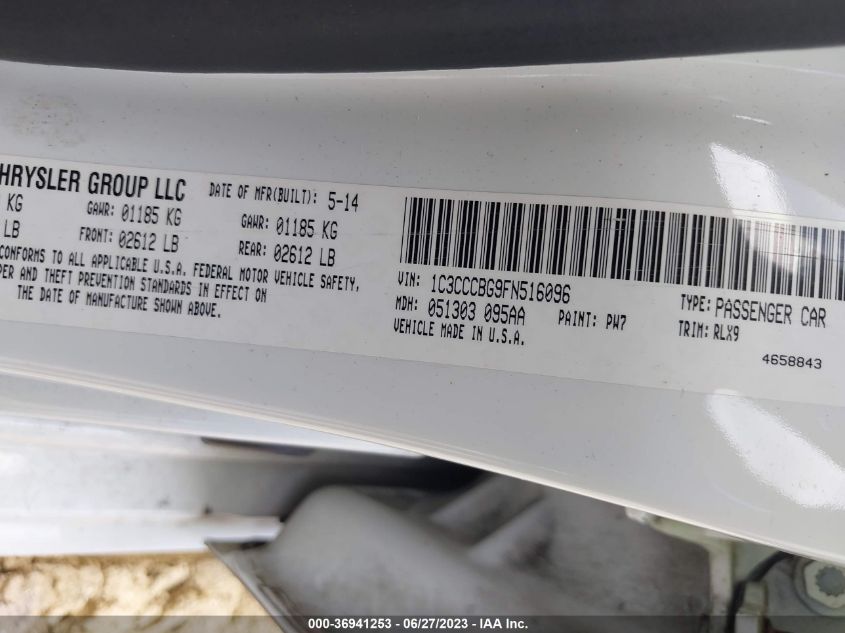 HRYSLER GROUP LLC
DATE OF MFR(BUILT): 5-14
KG
GAWR: 01185 KG
GAWR: 01185 KG
LB
FRONT: 02612 LB
REAR: 02612 LB
CONFORMS TO ALL APPLICABLE U.S.A. FEDERAL MOTOR VEHICLE SAFETY,
PER AND THEFT PREVENTION STANDARDS IN EFFECT
THE DATE OF MANUFACTURE SHOWN ABOVE.
VIN: 1C3CCCBG9FN516096
TYPE: PASSENGER CAR
MDH: 051303 095AA
PAINT: PW7
TRIM: RLX9
VEHICLE MADE IN U.S.A.
4658843
000-36941253 - 06/27/2023 - IAA Inc.